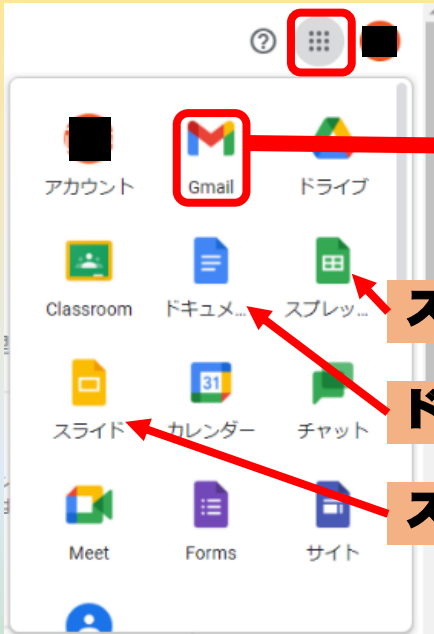 アカウント
Gmail
ドライブ
Classroom
ドキュメ...
スプレッ...
ス
31
スライド
カレンダー
チャット
ド
Meet
Forms
サイト
ス